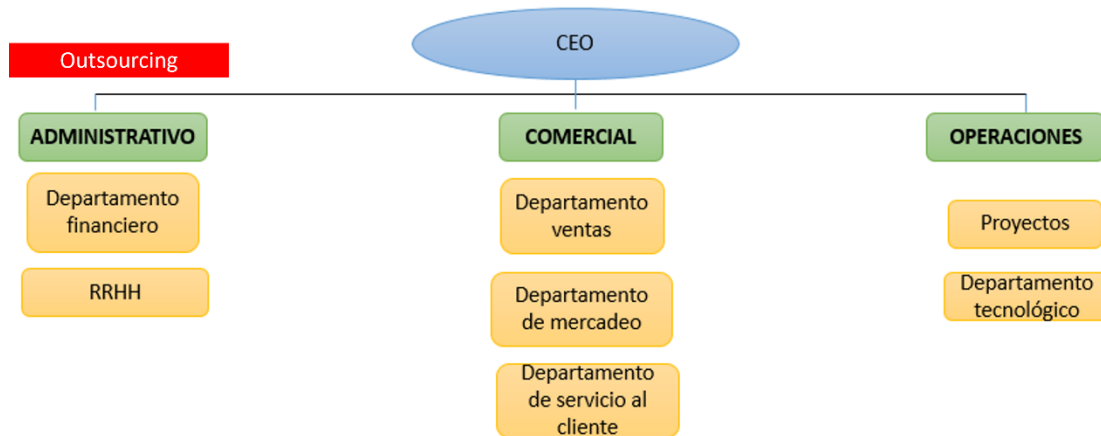 CEO
Outsourcing
ADMINISTRATIVO
COMERCIAL
OPERACIONES
Departamento
financiero
RRHH
Departamento
ventas
Departamento
de mercadeo
Departamento
de servicio al
cliente
Proyectos
Departamento
tecnológico